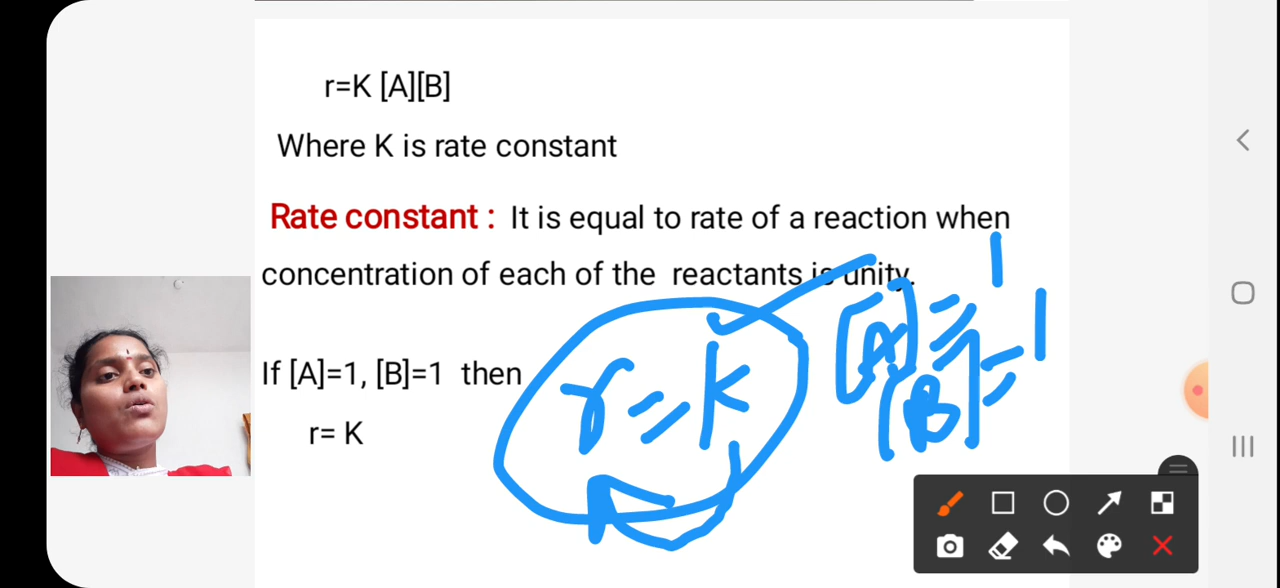 r=K [A][B]
Where K is rate constant
Rate constant : It is equal to rate of a reaction when
concentration of each of the reactants is unity.
[A]=1
If [A]=1, [B]=1 then
r=k
[B]=1
r= K